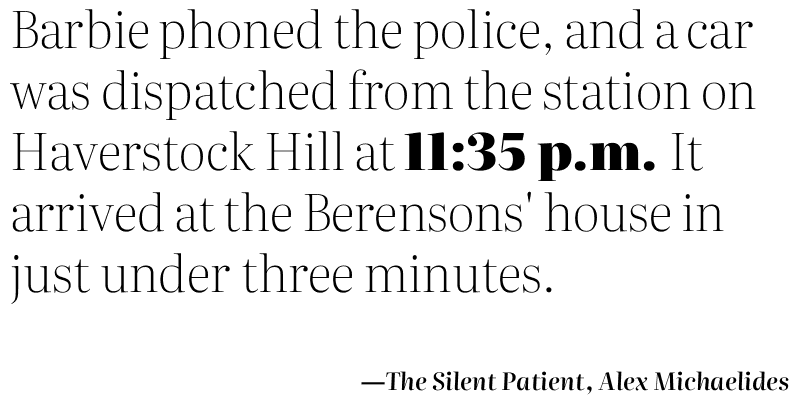 Barbie phoned the police, and a car
was dispatched from the station on
Haverstock Hill at 11:35 p.m. It
arrived at the Berensons' house in
just under three minutes.
—The Silent Patient, Alex Michaelides